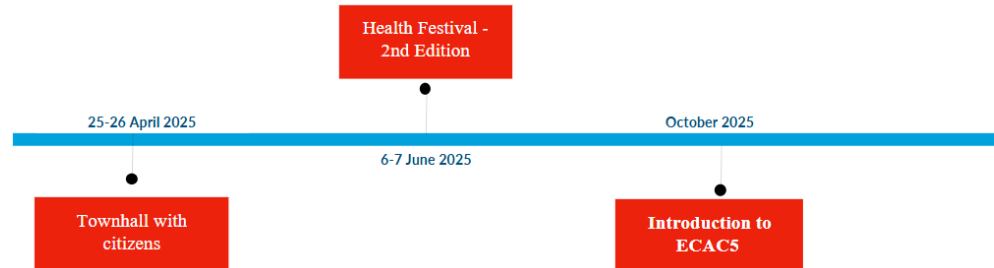 Health Festival -
2nd Edition
25-26 April 2025
October 2025
6-7 June 2025
Townhall with
citizens
Introduction to
ECAC5